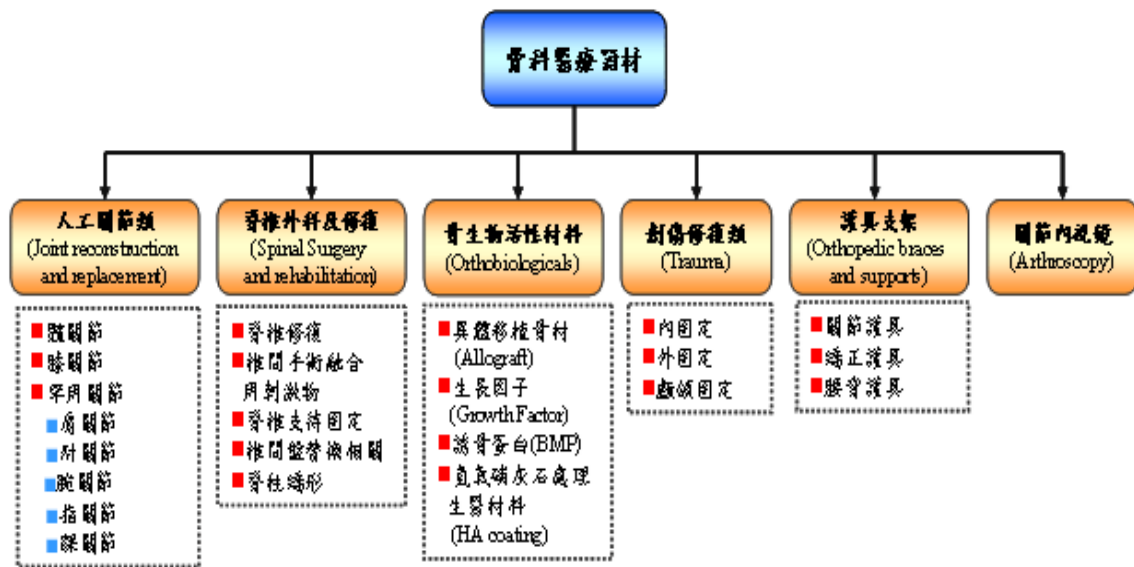 骨科醫療器材
人工關節類
(Joint reconstruction
and replacement)
髖關節
膝關節
罕用關節
肩關節
肘關節
腕關節
指關節
踝關節
脊椎外科及修復
(Spinal Surgery
and rehabilitation)
脊椎修復
椎間手術融合
用刺激物
脊椎支持固定
椎間盤替換相關
脊柱矯形
骨生物活性材料
(Orthobiologicals)
異體移植骨材
(Allograft)
生長因子
(Growth Factor)
誘骨蛋白(BMP)
氫氧磷灰石處理
生醫材料
(HA coating)
創傷修復類
(Trauma)
內固定
外固定
顱頜固定
護具支架
(Orthopedic braces
and supports)
關節護具
矯正護具
腰背護具
關節內視鏡
(Arthroscopy)